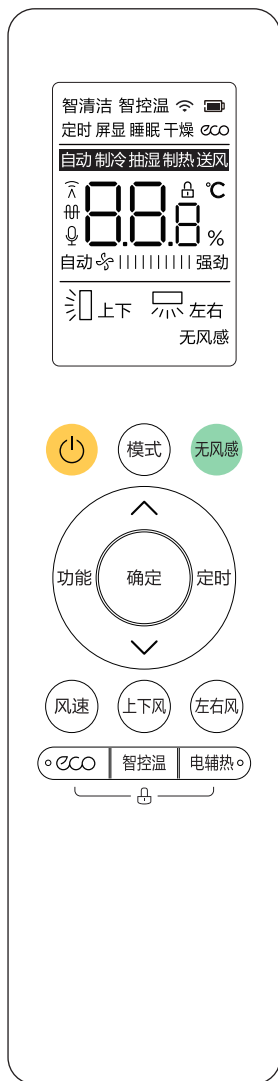 智清洁 智控温
定时 屏显 睡眠 干燥 eco
自动 制冷 抽湿 制热 送风
88.8 ℃
%
自动 强劲
上下 左右
无风感
模式 无风感
功能 确定 定时
风速 上下风 左右风
eco 智控温 电辅热